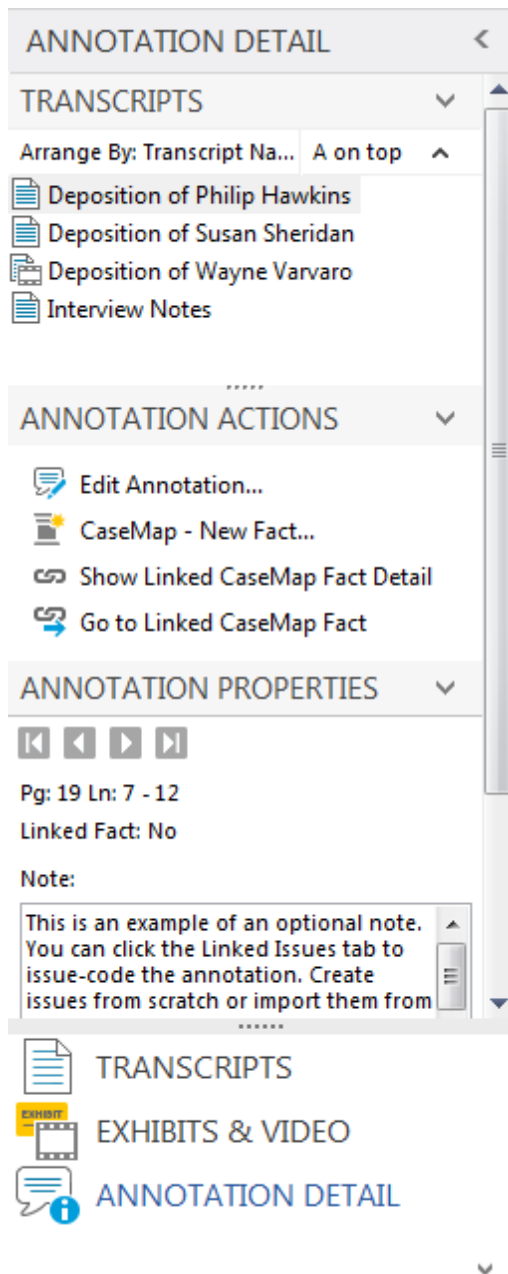 ANNOTATION DETAIL
TRANSCRIPTS
Arrange By: Transcript Na... A on top
Deposition of Philip Hawkins
Deposition of Susan Sheridan
Deposition of Wayne Varvaro
Interview Notes
ANNOTATION ACTIONS
Edit Annotation...
CaseMap - New Fact...
Show Linked CaseMap Fact Detail
Go to Linked CaseMap Fact
ANNOTATION PROPERTIES
Pg: 19 Ln: 7 - 12
Linked Fact: No
Note:
This is an example of an optional note.
You can click the Linked Issues tab to
issue-code the annotation. Create
issues from scratch or import them from
TRANSCRIPTS
EXHIBIT
EXHIBITS & VIDEO
ANNOTATION DETAIL